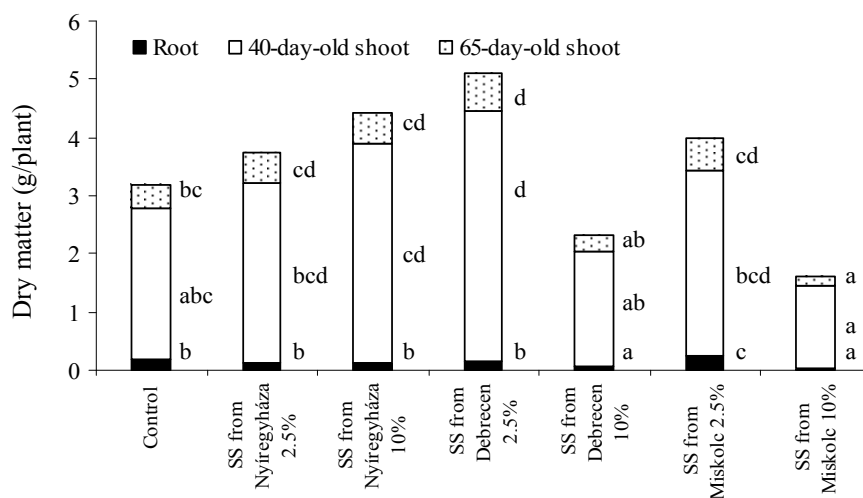 Dry matter (g/plant)
6
5
4
3
2
1
0
Root
40-day-old shoot
65-day-old shoot
bc
abc
b
cd
bcd
b
cd
cd
b
d
d
b
ab
ab
a
cd
bcd
c
a
a
a
Control
SS from
Nyíregyháza
2.5%
SS from
Nyíregyháza
10%
SS from
Debrecen
2.5%
SS from
Debrecen
10%
SS from
Miskolc 2.5%
SS from
Miskolc 10%